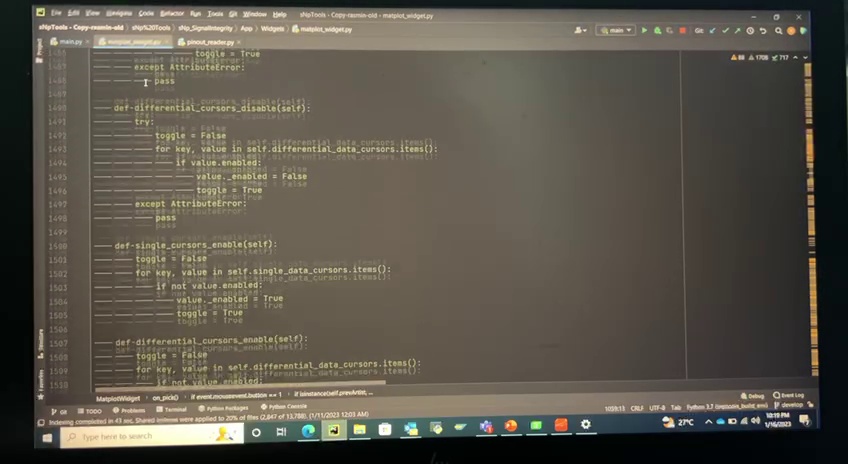 File Edit View Navigate Code Refactor Run Tools Git Window Help sNpTools - Copy-rasmin-old - matplot_widget.py
sNpTools - Copy-rasmin-old sNp%20Tools sNp_SignalIntegrity App Widgets matplot_widget.py main Git:
main.py matplot_widget.py pinout_reader.py
Project
88 1708 717
toggle = True
1487 except AttributeError:
pass
def differential_cursors_disable(self):
1491 try:
1492 toggle = False
1493 for key, value in self.differential_data_cursors.items():
1494 if value.enabled:
1495 value._enabled = False
1496 toggle = True
1497 except AttributeError:
1498 pass
1499
1500 def single_cursors_enable(self):
1501 toggle = False
1502 for key, value in self.single_data_cursors.items():
1503 if not value.enabled:
1504 value._enabled = True
1505 toggle = True
1506
1507 def differential_cursors_enable(self):
1508 toggle = False
1509 for key, value in self.differential_data_cursors.items():
1510 if not value.enabled:
Structure
Favorites
MatplotWidget on_pick() if event.mouseevent.button == 1 if isinstance(self.prevArtist, ...
Git TODO Problems Terminal Python Packages Python Console Debug Event Log
Indexing completed in 43 sec. Shared indexes were applied to 20% of files (2,847 of 13,788). (1/11/2023 12:03 AM) 1059:13 CRLF UTF-8 Tab Python 3.7 develop
Type here to search 27°C 10:19 PM
1/16/2023